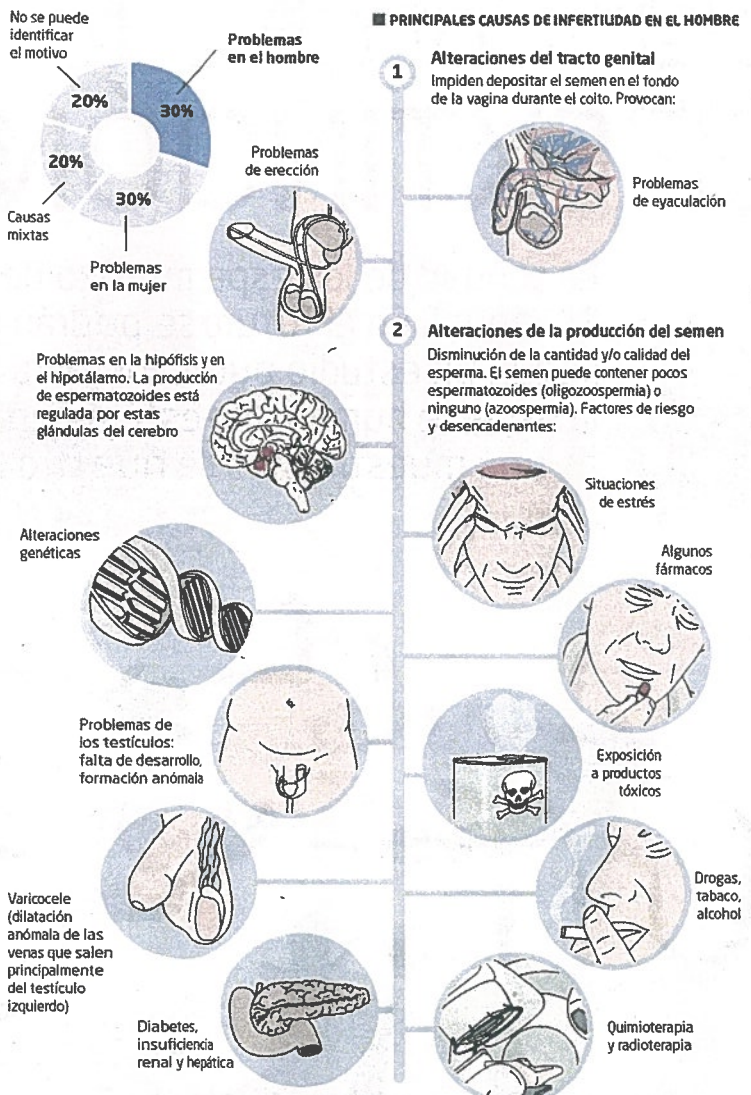 No se puede
identificar
el motivo
Problemas
en el hombre
20%
30%
20%
30%
Causas
mixtas
Problemas
en la mujer
PRINCIPALES CAUSAS DE INFERTILIDAD EN EL HOMBRE
1
Alteraciones del tracto genital
Impiden depositar el semen en el fondo
de la vagina durante el coito. Provocan:
Problemas
de erección
Problemas
de eyaculación
2
Alteraciones de la producción del semen
Disminución de la cantidad y/o calidad del
esperma. El semen puede contener pocos
espermatozoides (oligozoospermia) o
ninguno (azoospermia). Factores de riesgo
y desencadenantes:
Problemas en la hipófisis y en
el hipotálamo. La producción
de espermatozoides está
regulada por estas
glándulas del cerebro
Situaciones
de estrés
Alteraciones
genéticas
Algunos
fármacos
Problemas de
los testículos:
falta de desarrollo,
formación anómala
Exposición
a productos
tóxicos
Varicocele
(dilatación
anómala de las
venas que salen
principalmente
del testículo
izquierdo)
Drogas,
tabaco,
alcohol
Diabetes,
insuficiencia
renal y hepática
Quimioterapia
y radioterapia